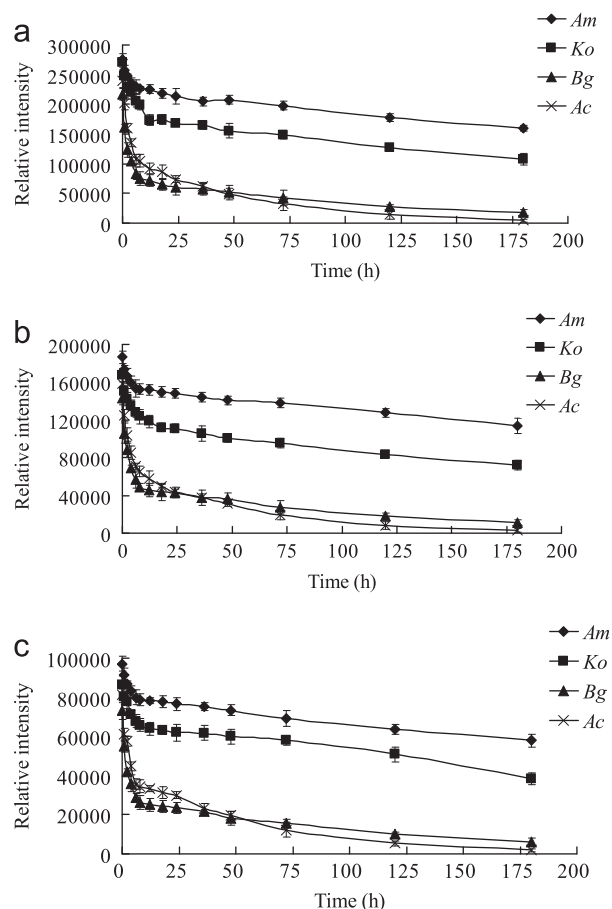 a
Am
Ko
Bg
Ac
300000
250000
200000
150000
100000
50000
0
Relative intensity
0 25 50 75 100 125 150 175 200
Time (h)
b
Am
Ko
Bg
Ac
200000
160000
120000
80000
40000
0
Relative intensity
0 25 50 75 100 125 150 175 200
Time (h)
c
Am
Ko
Bg
Ac
100000
80000
60000
40000
20000
0
Relative intensity
0 25 50 75 100 125 150 175 200
Time (h)